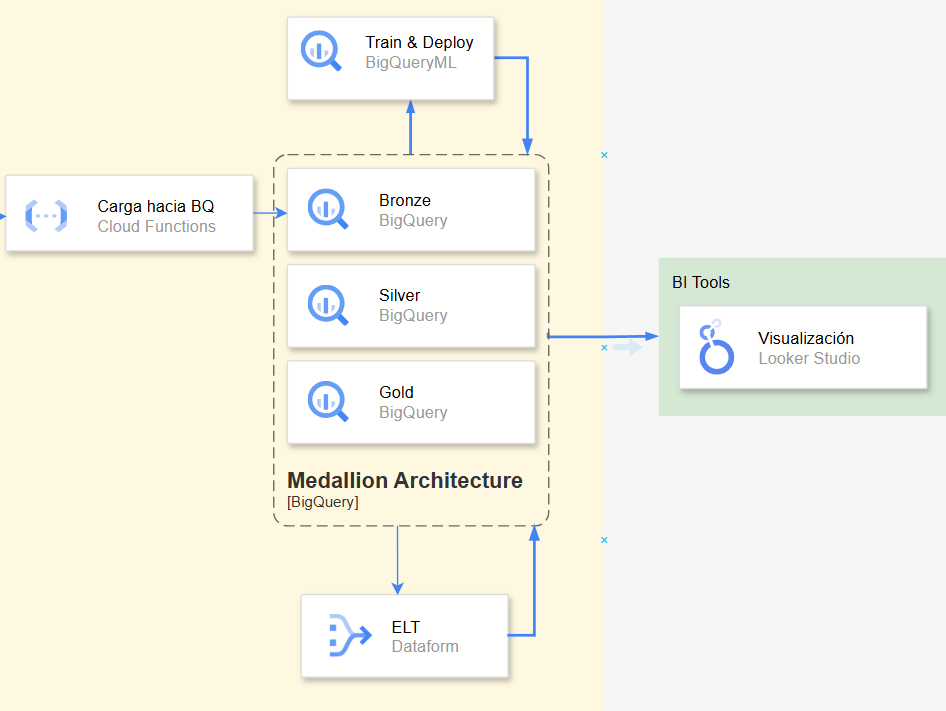 Train & Deploy
BigQueryML
Carga hacia BQ
Cloud Functions
Bronze
BigQuery
Silver
BigQuery
Gold
BigQuery
Medallion Architecture
[BigQuery]
BI Tools
Visualización
Looker Studio
ELT
Dataform